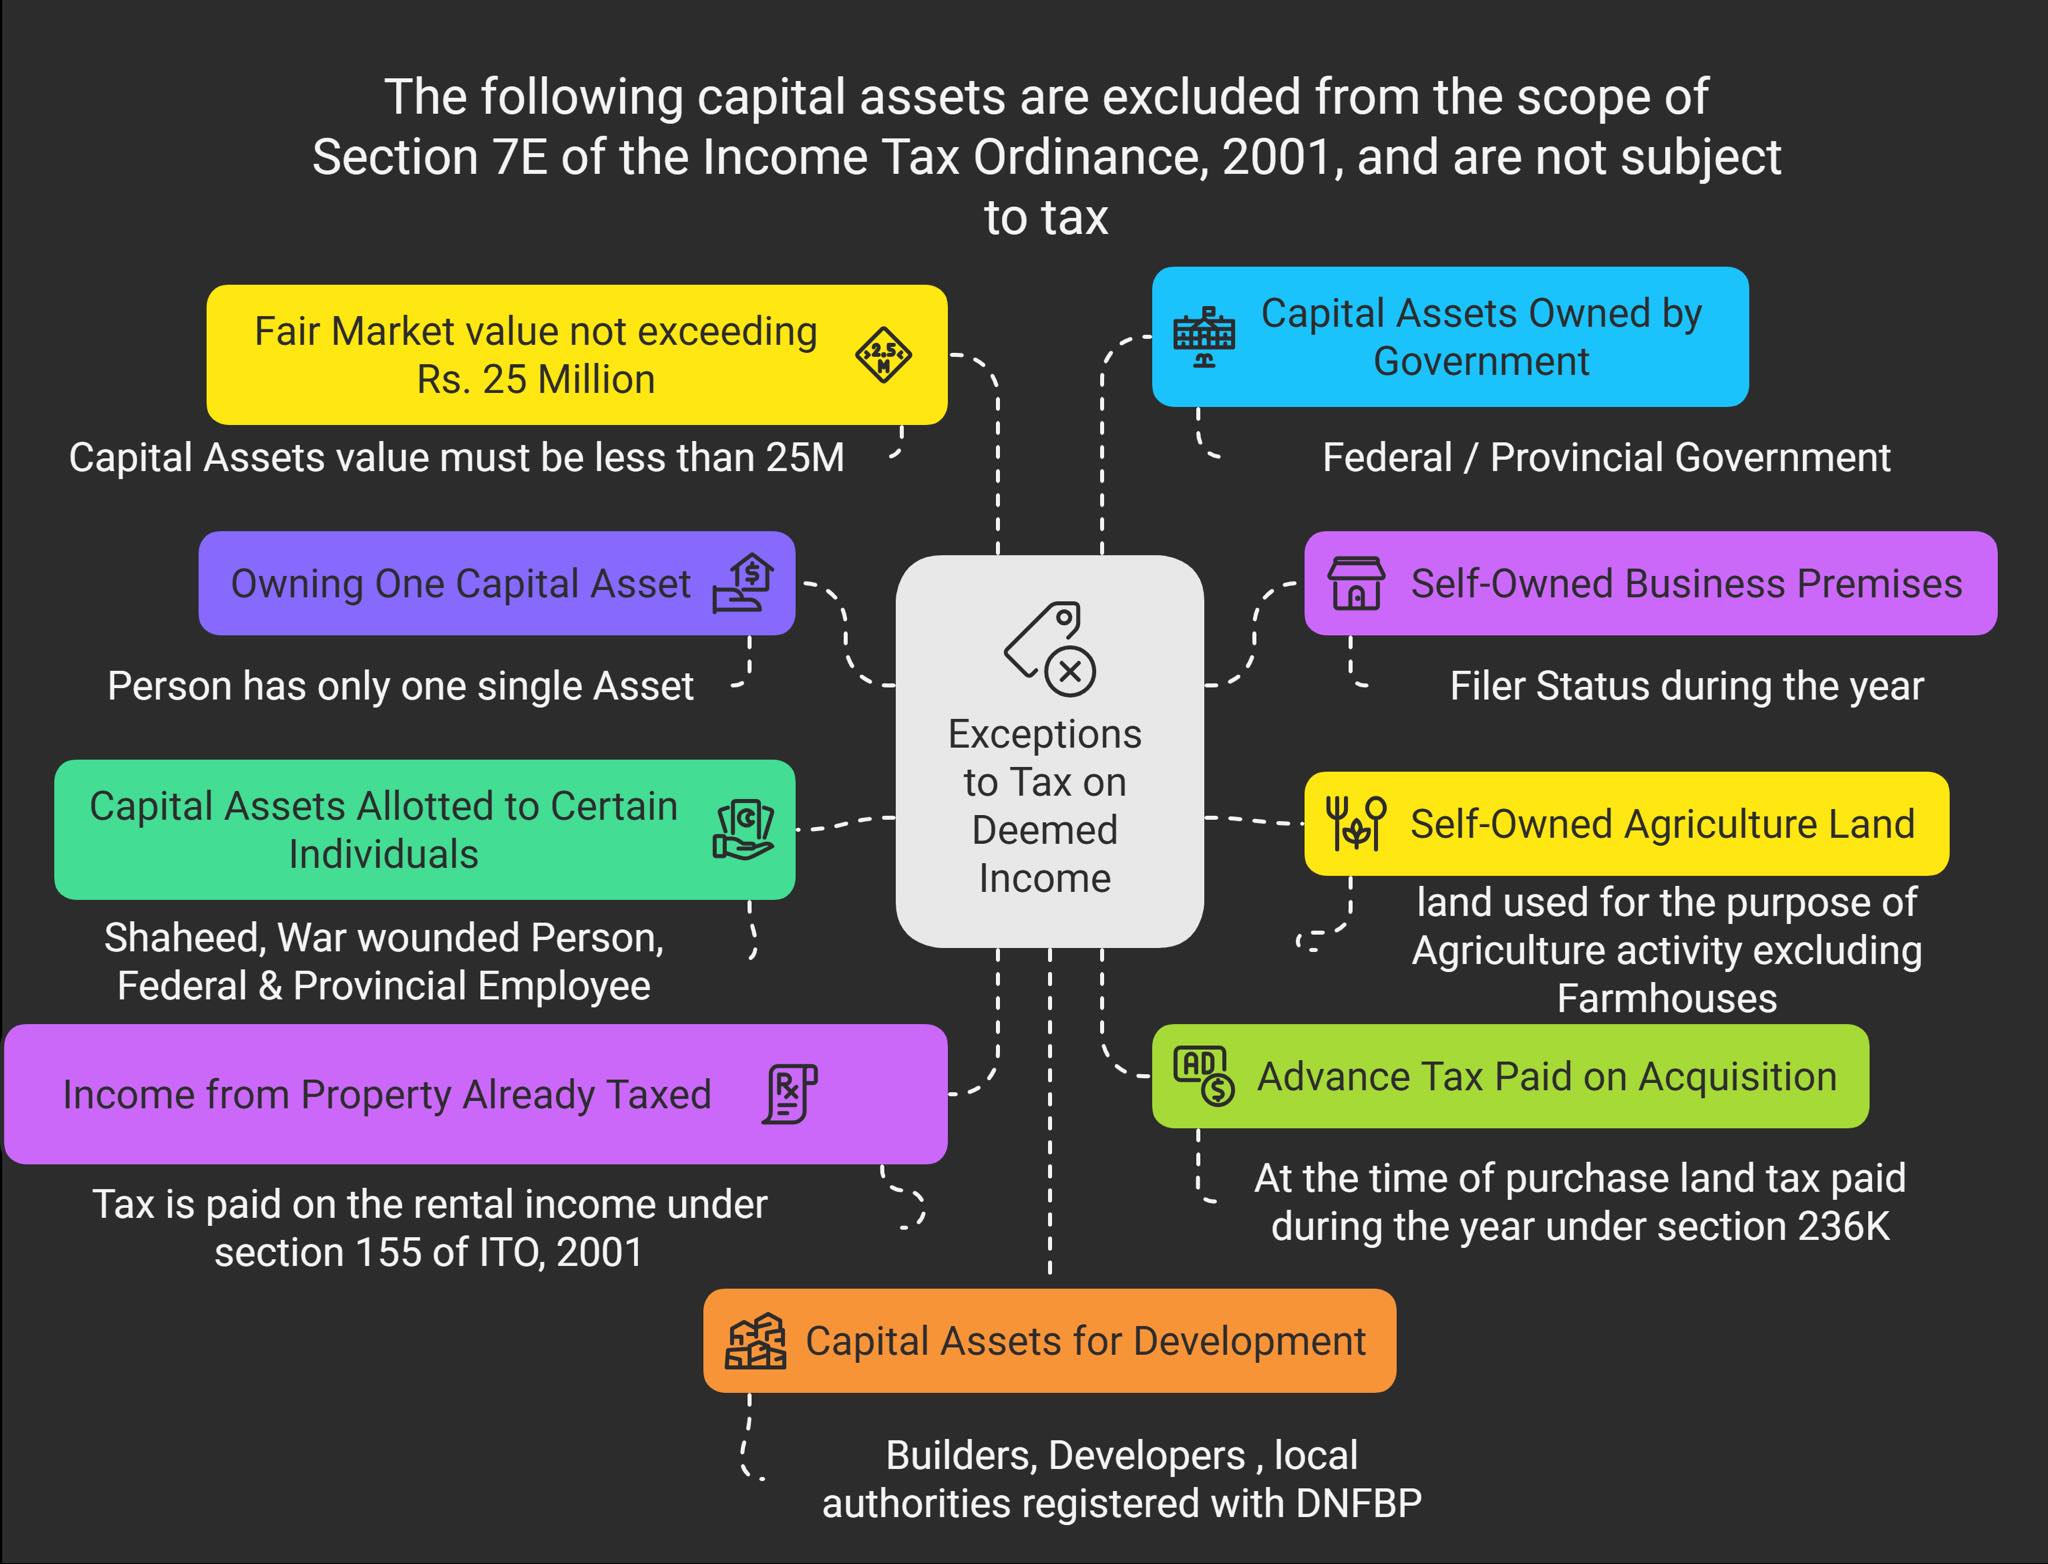 The following capital assets are excluded from the scope of
Section 7E of the Income Tax Ordinance, 2001, and are not subject
to tax
Fair Market value not exceeding
Rs. 25 Million
>2.5<
M
Capital Assets value must be less than 25M
Capital Assets Owned by
Government
Federal / Provincial Government
Owning One Capital Asset
$
Person has only one single Asset
Self-Owned Business Premises
Filer Status during the year
Exceptions
to Tax on
Deemed
Income
Capital Assets Allotted to Certain
Individuals
Shaheed, War wounded Person,
Federal & Provincial Employee
Self-Owned Agriculture Land
land used for the purpose of
Agriculture activity excluding
Farmhouses
Income from Property Already Taxed
Rx
Tax is paid on the rental income under
section 155 of ITO, 2001
AD
$
Advance Tax Paid on Acquisition
At the time of purchase land tax paid
during the year under section 236K
Capital Assets for Development
Builders, Developers , local
authorities registered with DNFBP